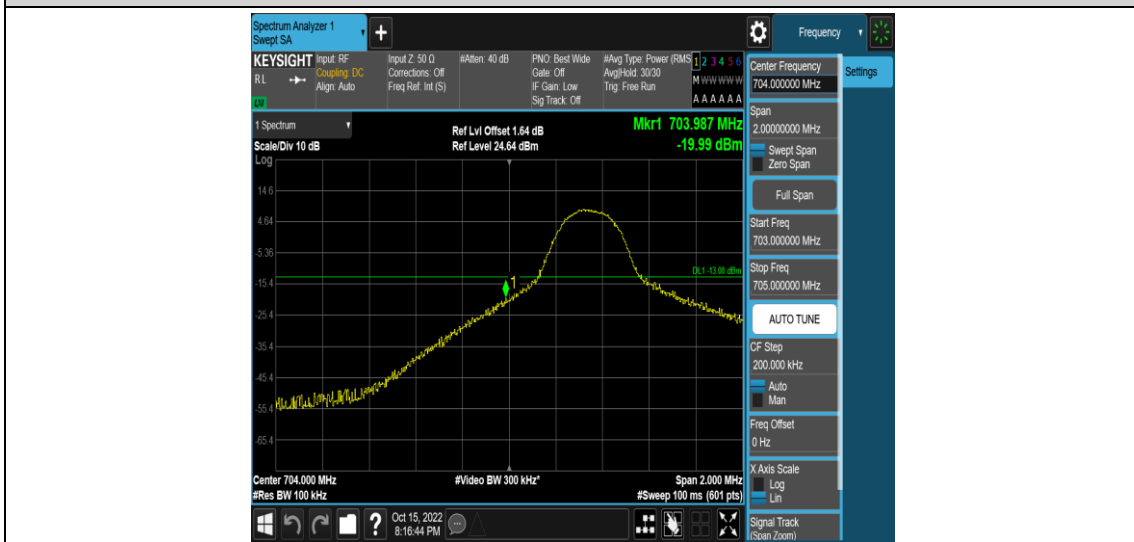 Spectrum Analyzer 1
Swept SA
+
Frequency
KEYSIGHT
RL
Input: RF
Coupling: DC
Align: Auto
Input Z: 50 Ω
Corrections: Off
Freq Ref: Int (S)
#Atten: 40 dB
PNO: Best Wide
Gate: Off
IF Gain: Low
Sig Track: Off
#Avg Type: Power (RMS
Avg|Hold: 30/30
Trig: Free Run
1 2 3 4 5 6
M W W W W W
A A A A A A
1 Spectrum
Scale/Div 10 dB
Log
Ref Lvl Offset 1.64 dB
Ref Level 24.64 dBm
Mkr1 703.987 MHz
-19.99 dBm
14.6
4.64
-5.36
-15.4
-25.4
-35.4
-45.4
-55.4
-65.4
1
DL1 -13.00 dBm
Center 704.000 MHz
#Res BW 100 kHz
#Video BW 300 kHz*
Span 2.000 MHz
#Sweep 100 ms (601 pts)
?
Oct 15, 2022
8:16:44 PM
Center Frequency
704.000000 MHz
Settings
Span
2.00000000 MHz
Swept Span
Zero Span
Full Span
Start Freq
703.000000 MHz
Stop Freq
705.000000 MHz
AUTO TUNE
CF Step
200.000 kHz
Auto
Man
Freq Offset
0 Hz
X Axis Scale
Log
Lin
Signal Track
(Span Zoom)